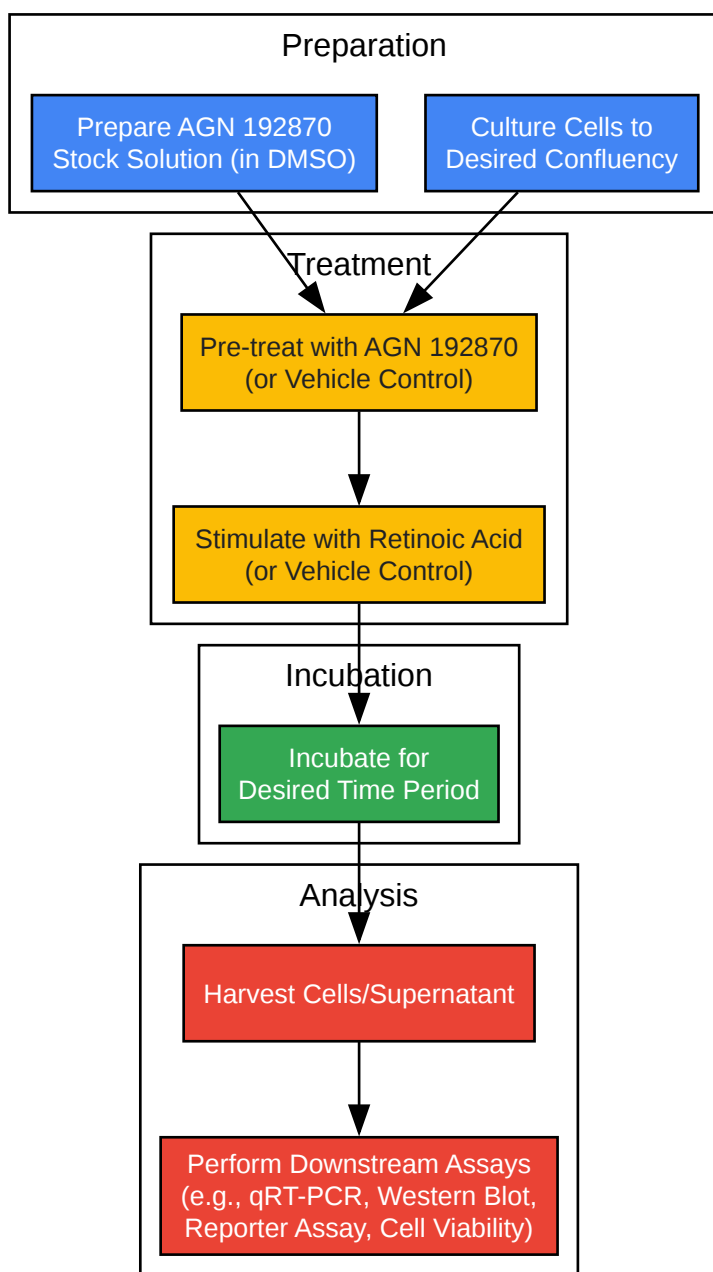 Preparation
Prepare AGN 192870
Stock Solution (in DMSO)
Culture Cells to
Desired Confluency
Treatment
Pre-treat with AGN 192870
(or Vehicle Control)
Stimulate with Retinoic Acid
(or Vehicle Control)
Incubation
Incubate for
Desired Time Period
Analysis
Harvest Cells/Supernatant
Perform Downstream Assays
(e.g., qRT-PCR, Western Blot,
Reporter Assay, Cell Viability)